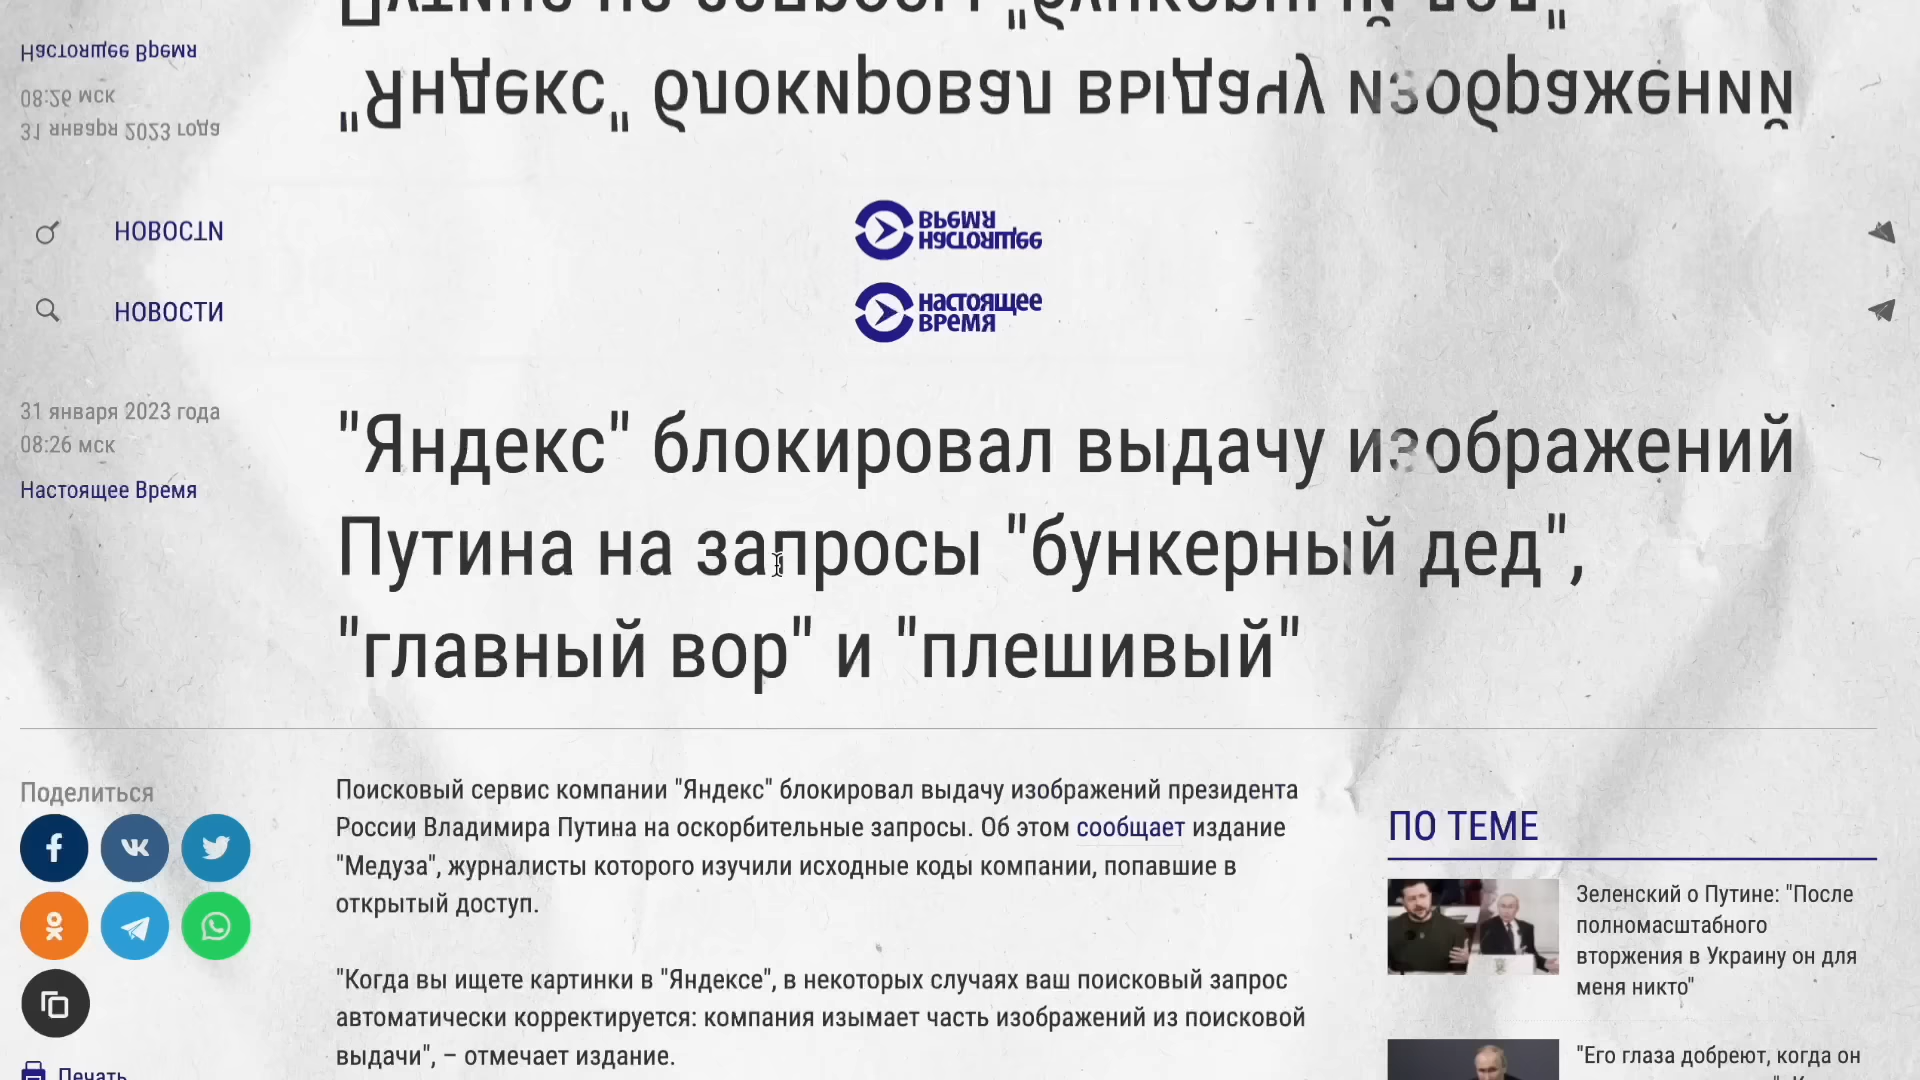 "Яндекс" блокировал выдачу изображений
31 января 2023 года
08:26 мск
Настоящее Время
НОВОСТИ
НАСТОЯЩЕЕ
ВРЕМЯ
НОВОСТИ
НАСТОЯЩЕЕ
ВРЕМЯ
31 января 2023 года
08:26 мск
Настоящее Время
"Яндекс" блокировал выдачу изображений
Путина на запросы "бункерный дед",
"главный вор" и "плешивый"
Поделиться
Печать
Поисковый сервис компании "Яндекс" блокировал выдачу изображений президента
России Владимира Путина на оскорбительные запросы. Об этом сообщает издание
"Медуза", журналисты которого изучили исходные коды компании, попавшие в
открытый доступ.
"Когда вы ищете картинки в "Яндексе", в некоторых случаях ваш поисковый запрос
автоматически корректируется: компания изымает часть изображений из поисковой
выдачи", – отмечает издание.
ПО ТЕМЕ
Зеленский о Путине: "После
полномасштабного
вторжения в Украину он для
меня никто"
"Его глаза добреют, когда он